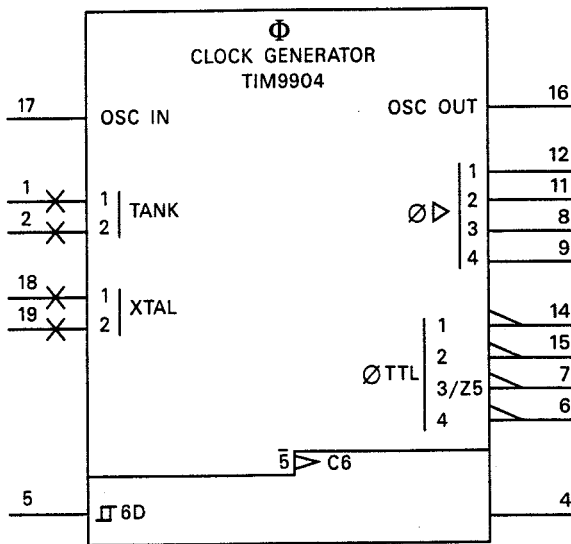 Φ
CLOCK GENERATOR
TIM9904
17 OSC IN
OSC OUT 16
1 1
2 2
TANK
18 1
19 2
XTAL
Ø▷
1 12
2 11
3 8
4 9
ØTTL
1 14
2 15
3/Z5 7
4 6
5̅ ▷ C6
5 6D
4